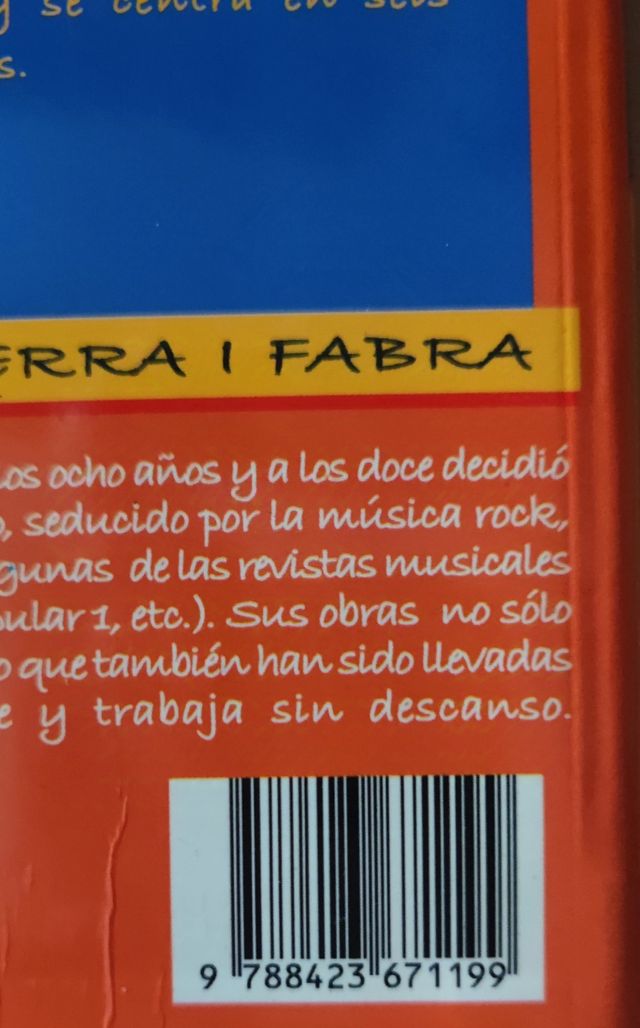 y se centra en seis
s.
ERRA I FABRA
los ocho años y a los doce decidió
o, seducido por la música rock,
gunas de las revistas musicales
pular 1, etc.). Sus obras no sólo
o que también han sido llevadas
e y trabaja sin descanso.
9 788423 671199